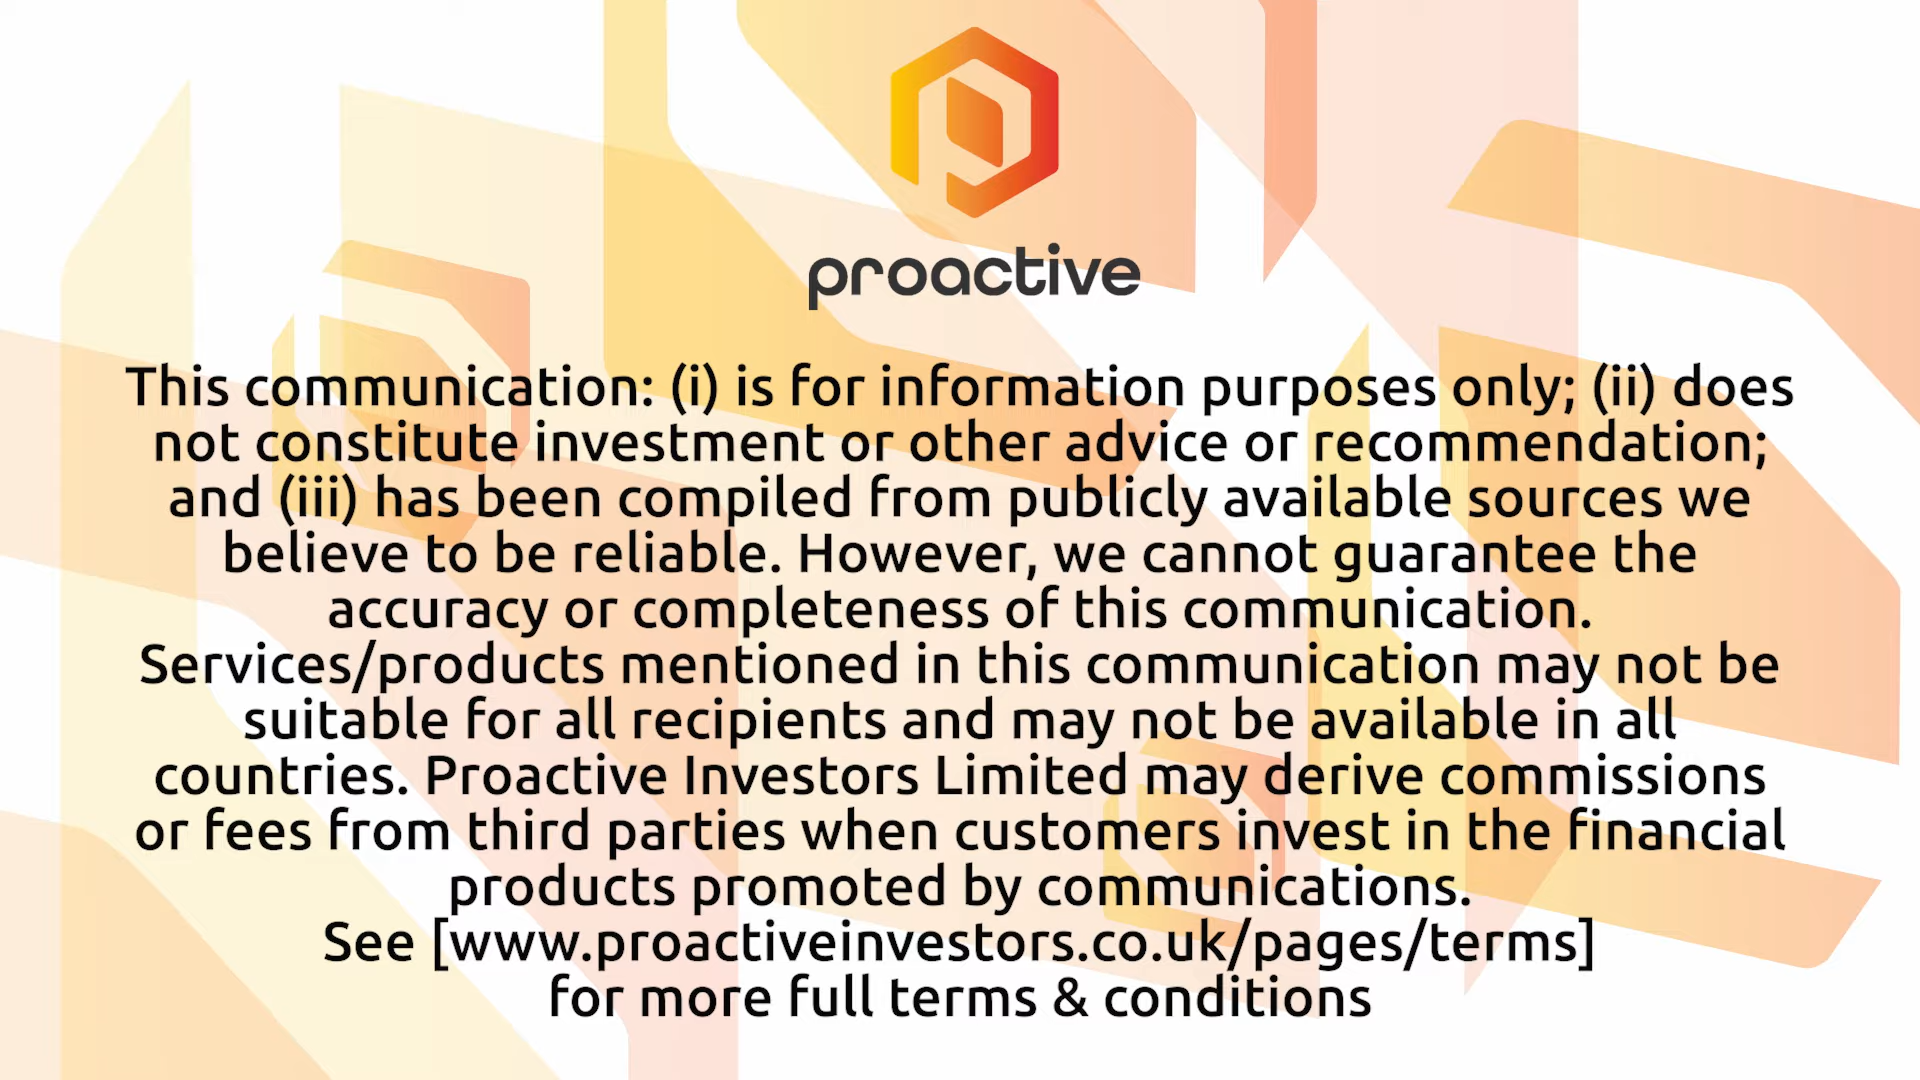 proactive
This communication: (i) is for information purposes only; (ii) does
not constitute investment or other advice or recommendation;
and (iii) has been compiled from publicly available sources we
believe to be reliable. However, we cannot guarantee the
accuracy or completeness of this communication.
Services/products mentioned in this communication may not be
suitable for all recipients and may not be available in all
countries. Proactive Investors Limited may derive commissions
or fees from third parties when customers invest in the financial
products promoted by communications.
See [www.proactiveinvestors.co.uk/pages/terms]
for more full terms & conditions